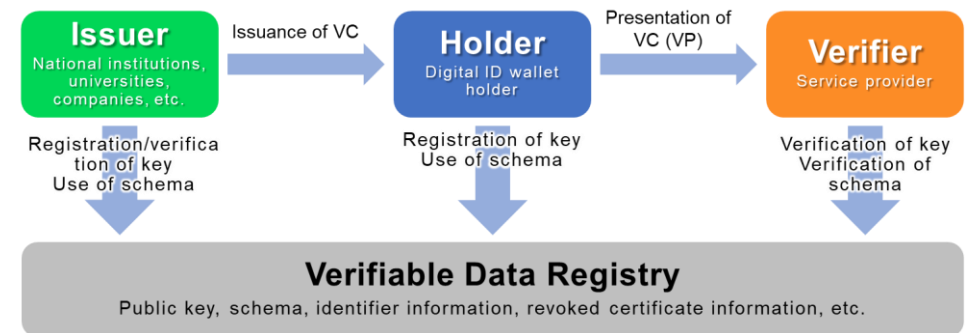 Issuer
National institutions,
universities,
companies, etc.
Issuance of VC
Holder
Digital ID wallet
holder
Presentation of
VC (VP)
Verifier
Service provider
Registration/verifica
tion of key
Use of schema
Registration of key
Use of schema
Verification of key
Verification of
schema
Verifiable Data Registry
Public key, schema, identifier information, revoked certificate information, etc.